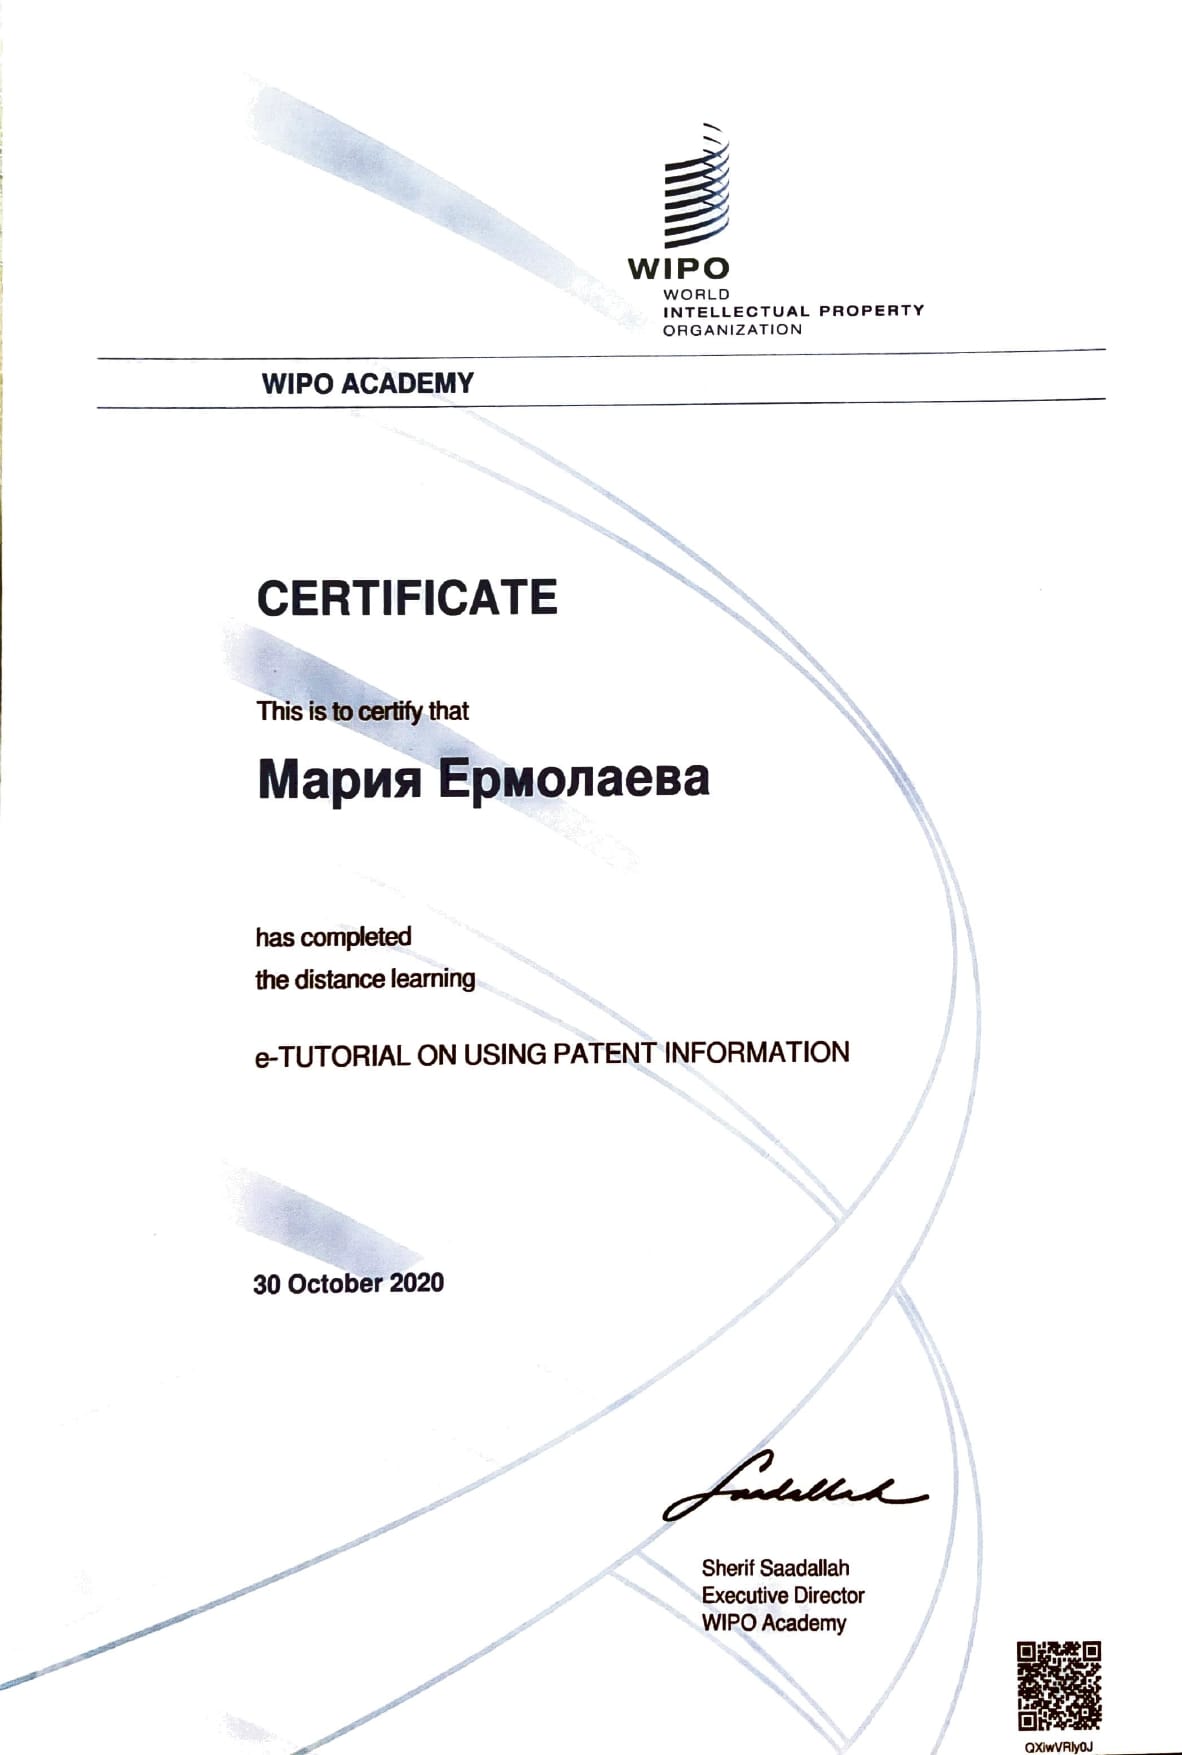 WIPO
WORLD
INTELLECTUAL PROPERTY
ORGANIZATION
WIPO ACADEMY
CERTIFICATE
This is to certify that
Мария Ермолаева
has completed
the distance learning
e-TUTORIAL ON USING PATENT INFORMATION
30 October 2020
Saadallah
Sherif Saadallah
Executive Director
WIPO Academy
QXiwVRly0J